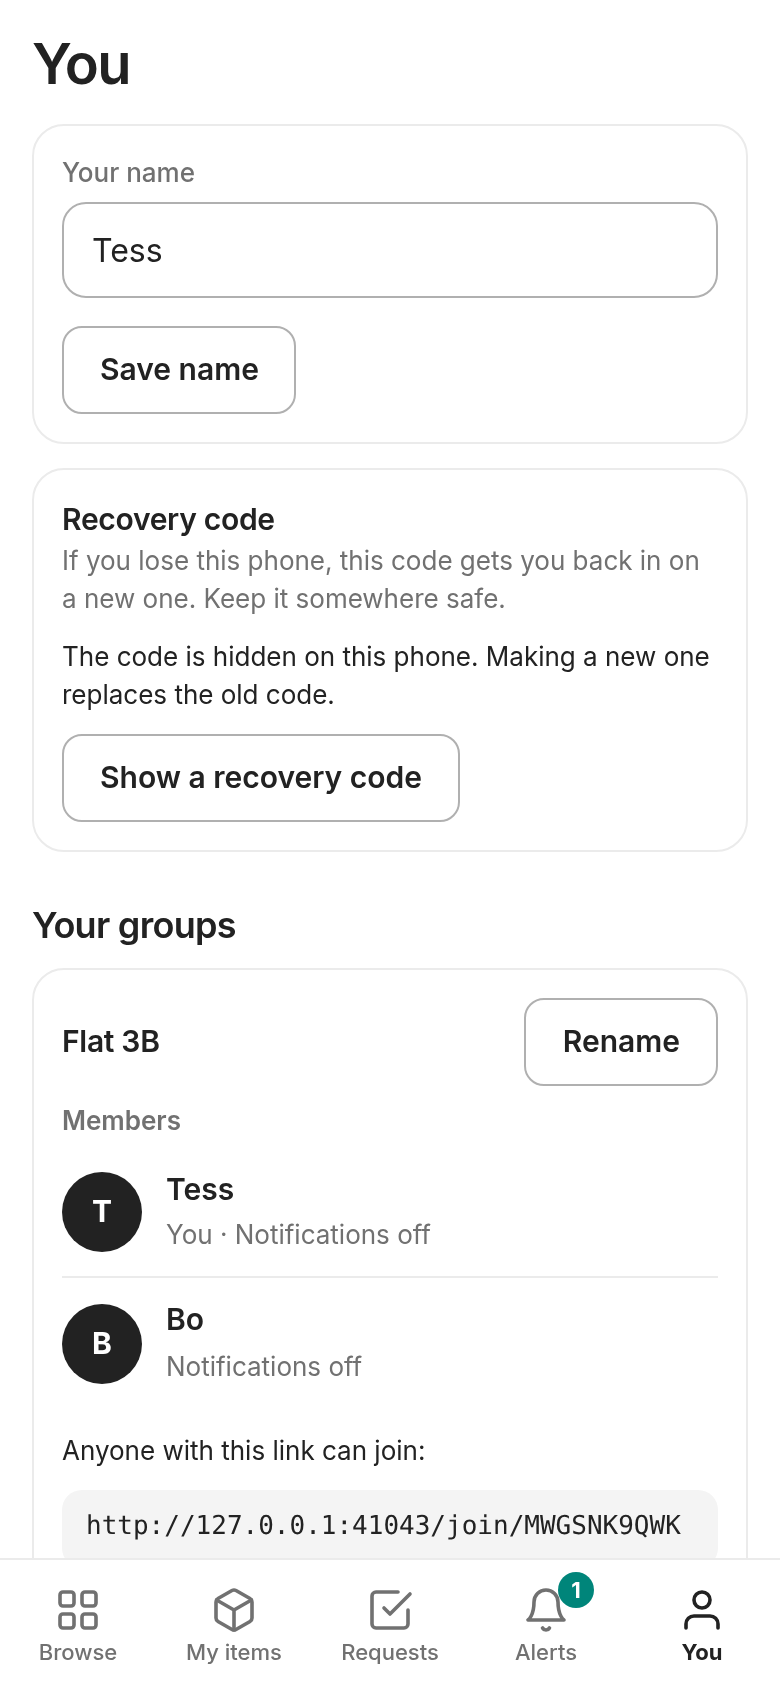 You
Your name
Tess
Save name
Recovery code
If you lose this phone, this code gets you back in on
a new one. Keep it somewhere safe.
The code is hidden on this phone. Making a new one
replaces the old code.
Show a recovery code
Your groups
Flat 3B
Rename
Members
T
Tess
You · Notifications off
B
Bo
Notifications off
Anyone with this link can join:
http://127.0.0.1:41043/join/MWGSNK9QWK
1
Browse
My items
Requests
Alerts
You